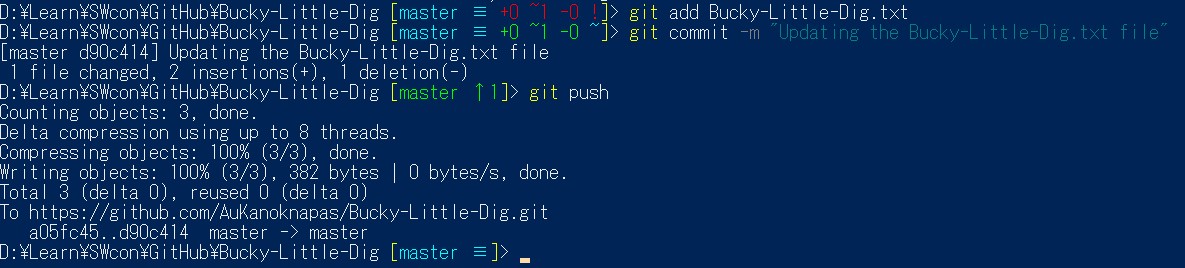 D:¥Learn¥SWcon¥GitHub¥Bucky-Little-Dig [master ≡ +0 ~1 -0 !]> git add Bucky-Little-Dig.txt
D:¥Learn¥SWcon¥GitHub¥Bucky-Little-Dig [master ≡ +0 ~1 -0 ~]> git commit -m "Updating the Bucky-Little-Dig.txt file"
[master d90c414] Updating the Bucky-Little-Dig.txt file
 1 file changed, 2 insertions(+), 1 deletion(-)
D:¥Learn¥SWcon¥GitHub¥Bucky-Little-Dig [master ↑1]> git push
Counting objects: 3, done.
Delta compression using up to 8 threads.
Compressing objects: 100% (3/3), done.
Writing objects: 100% (3/3), 382 bytes | 0 bytes/s, done.
Total 3 (delta 0), reused 0 (delta 0)
To https://github.com/AuKanoknapas/Bucky-Little-Dig.git
   a05fc45..d90c414  master -> master
D:¥Learn¥SWcon¥GitHub¥Bucky-Little-Dig [master ≡]>